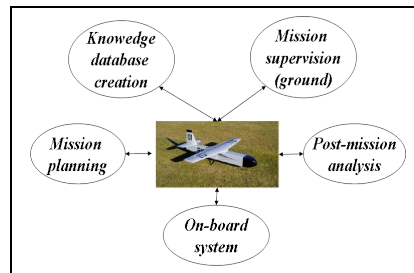 Knowedge
database
creation
Mission
supervision
(ground)
Mission
planning
Post-mission
analysis
On-board
system